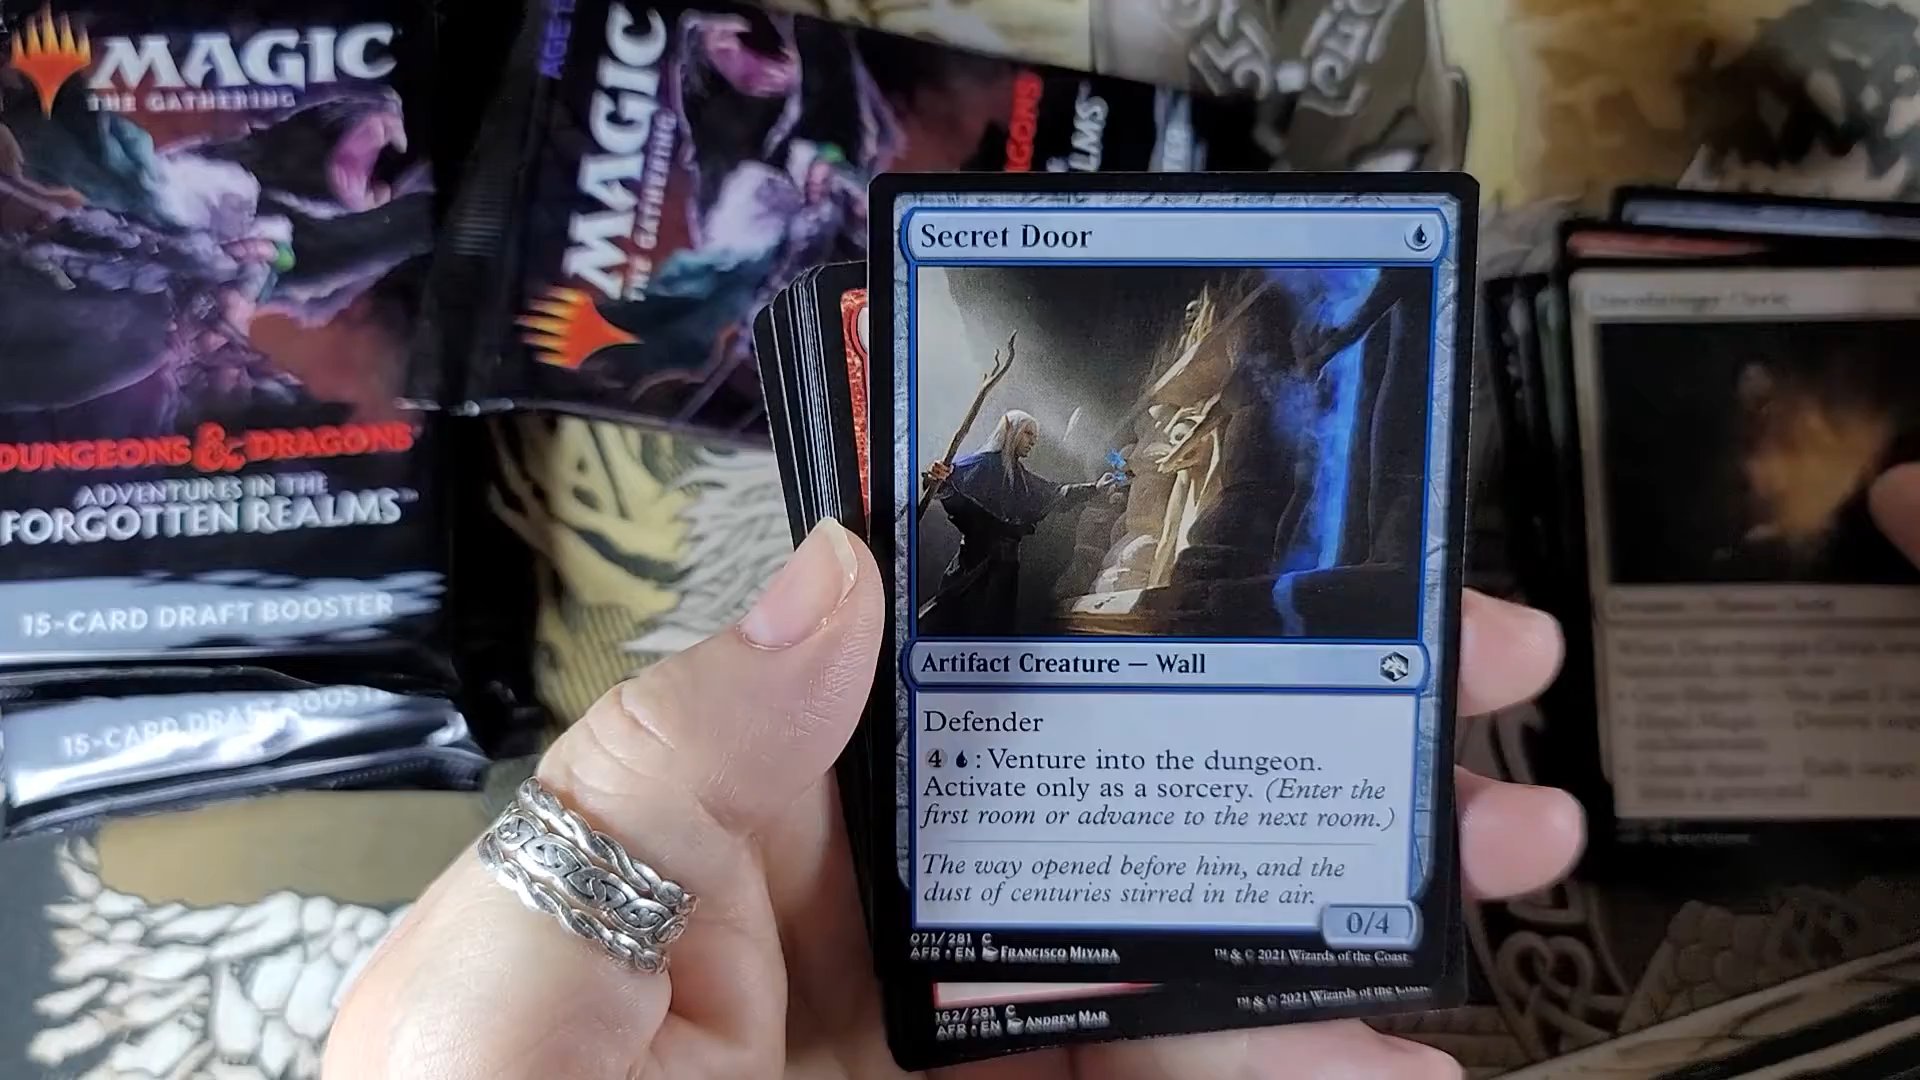 MAGIC
THE GATHERING
DUNGEONS & DRAGONS
ADVENTURES IN THE
FORGOTTEN REALMS™
15-CARD DRAFT BOOSTER
15-CARD DRAFT BOOST
MAGIC
THE GATHERING
Secret Door
Artifact Creature — Wall
Defender
4 : Venture into the dungeon.
Activate only as a sorcery. (Enter the
first room or advance to the next room.)
The way opened before him, and the
dust of centuries stirred in the air.
0/4
071/281 C
AFR • EN FRANCISCO MIYARA
™ & © 2021 Wizards of the Coast
162/281 C
AFR • EN ANDREW MAR
™ & © 2021 Wizards of the Coast